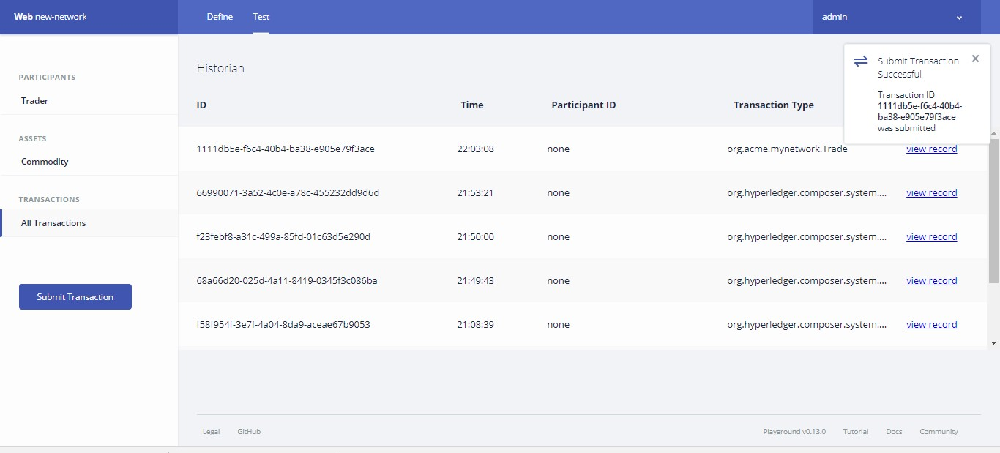 Web new-network
Define
Test
admin
PARTICIPANTS
Trader
ASSETS
Commodity
TRANSACTIONS
All Transactions
Submit Transaction
Historian
ID Time Participant ID Transaction Type
1111db5e-f6c4-40b4-ba38-e905e79f3ace 22:03:08 none org.acme.mynetwork.Trade view record
66990071-3a52-4c0e-a78c-455232dd9d6d 21:53:21 none org.hyperledger.composer.system.... view record
f23febf8-a31c-499a-85fd-01c63d5e290d 21:50:00 none org.hyperledger.composer.system.... view record
68a66d20-025d-4a11-8419-0345f3c086ba 21:49:43 none org.hyperledger.composer.system.... view record
f58f954f-3e7f-4a04-8da9-aceae67b9053 21:08:39 none org.hyperledger.composer.system.... view record
Submit Transaction
Successful
Transaction ID
1111db5e-f6c4-40b4-
ba38-e905e79f3ace
was submitted
Legal GitHub Playground v0.13.0 Tutorial Docs Community